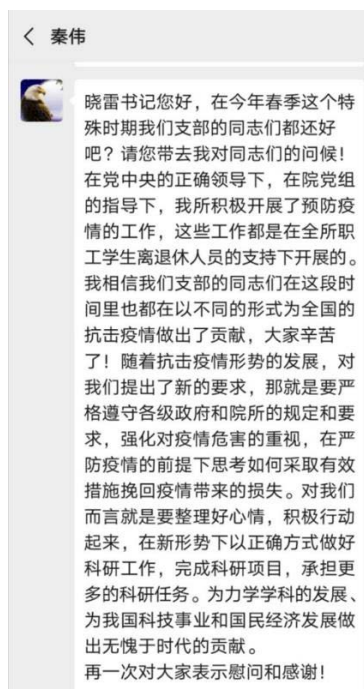 秦伟
晓雷书记您好，在今年春季这个特
殊时期我们支部的同志们都还好
吧？请您带去我对同志们的问候！
在党中央的正确领导下，在院党组
的指导下，我所积极开展了预防疫
情的工作，这些工作都是在全所职
工学生离退休人员的支持下开展的。
我相信我们支部的同志们在这段时
间里也都在以不同的形式为全国的
抗击疫情做出了贡献，大家辛苦
了！随着抗击疫情形势的发展，对
我们提出了新的要求，那就是要严
格遵守各级政府和院所的规定和要
求，强化对疫情危害的重视，在严
防疫情的前提下思考如何采取有效
措施挽回疫情带来的损失。对我们
而言就是要整理好心情，积极行动
起来，在新形势下以正确方式做好
科研工作，完成科研项目，承担更
多的科研任务。为力学学科的发展、
为我国科技事业和国民经济发展做
出无愧于时代的贡献。
再一次对大家表示慰问和感谢！